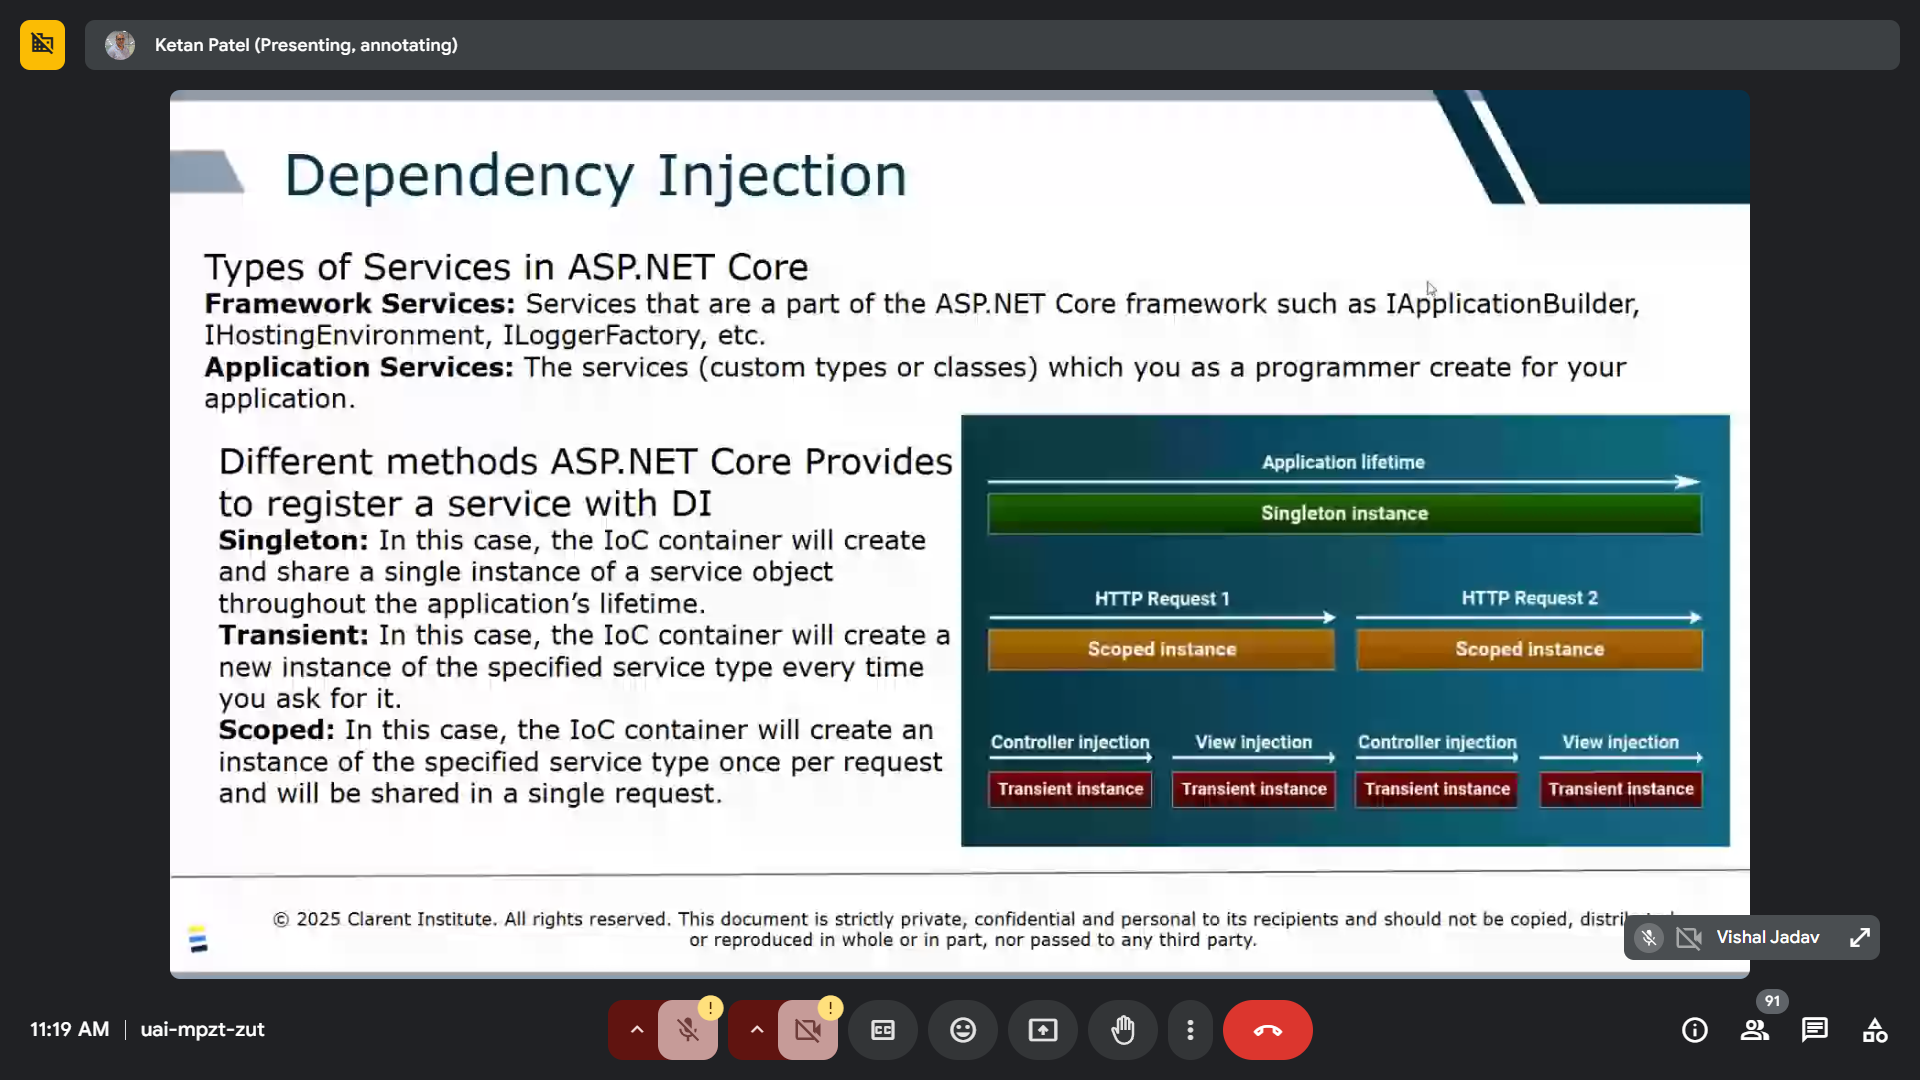 Ketan Patel (Presenting, annotating)
Dependency Injection
Types of Services in ASP.NET Core
Framework Services: Services that are a part of the ASP.NET Core framework such as IApplicationBuilder,
IHostingEnvironment, ILoggerFactory, etc.
Application Services: The services (custom types or classes) which you as a programmer create for your
application.
Different methods ASP.NET Core Provides
to register a service with DI
Singleton: In this case, the IoC container will create
and share a single instance of a service object
throughout the application’s lifetime.
Transient: In this case, the IoC container will create a
new instance of the specified service type every time
you ask for it.
Scoped: In this case, the IoC container will create an
instance of the specified service type once per request
and will be shared in a single request.
Application lifetime
Singleton instance
HTTP Request 1 HTTP Request 2
Scoped instance Scoped instance
Controller injection View injection Controller injection View injection
Transient instance Transient instance Transient instance Transient instance
© 2025 Clarent Institute. All rights reserved. This document is strictly private, confidential and personal to its recipients and should not be copied,
or reproduced in whole or in part, nor passed to any third party.
Vishal Jadav
11:19 AM | uai-mpzt-zut
! ! CC 91